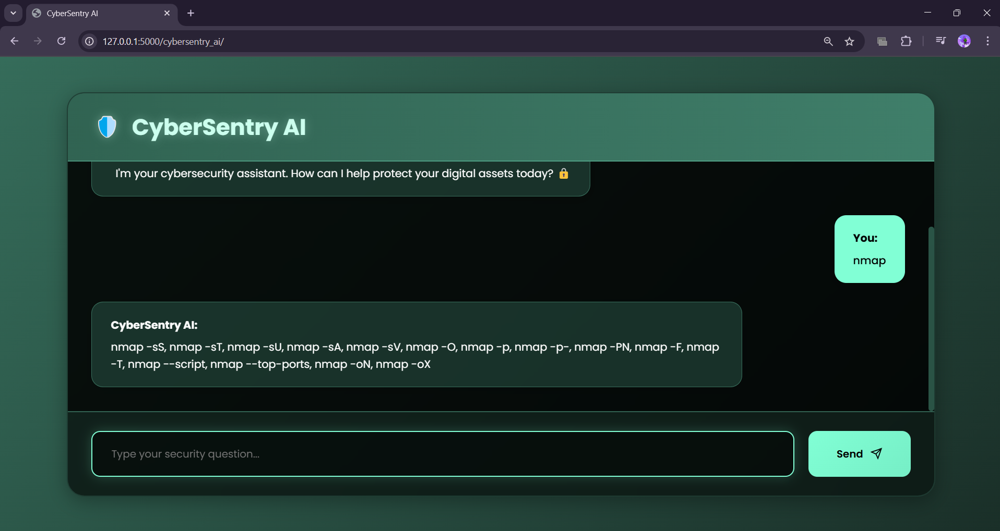 CyberSentry AI
127.0.0.1:5000/cybersentry_ai/
CyberSentry AI
I'm your cybersecurity assistant. How can I help protect your digital assets today? 🔒
You:
nmap
CyberSentry AI:
nmap -sS, nmap -sT, nmap -sU, nmap -sA, nmap -sV, nmap -O, nmap -p, nmap -p-, nmap -PN, nmap -F, nmap
-T, nmap --script, nmap --top-ports, nmap -oN, nmap -oX
Type your security question...
Send